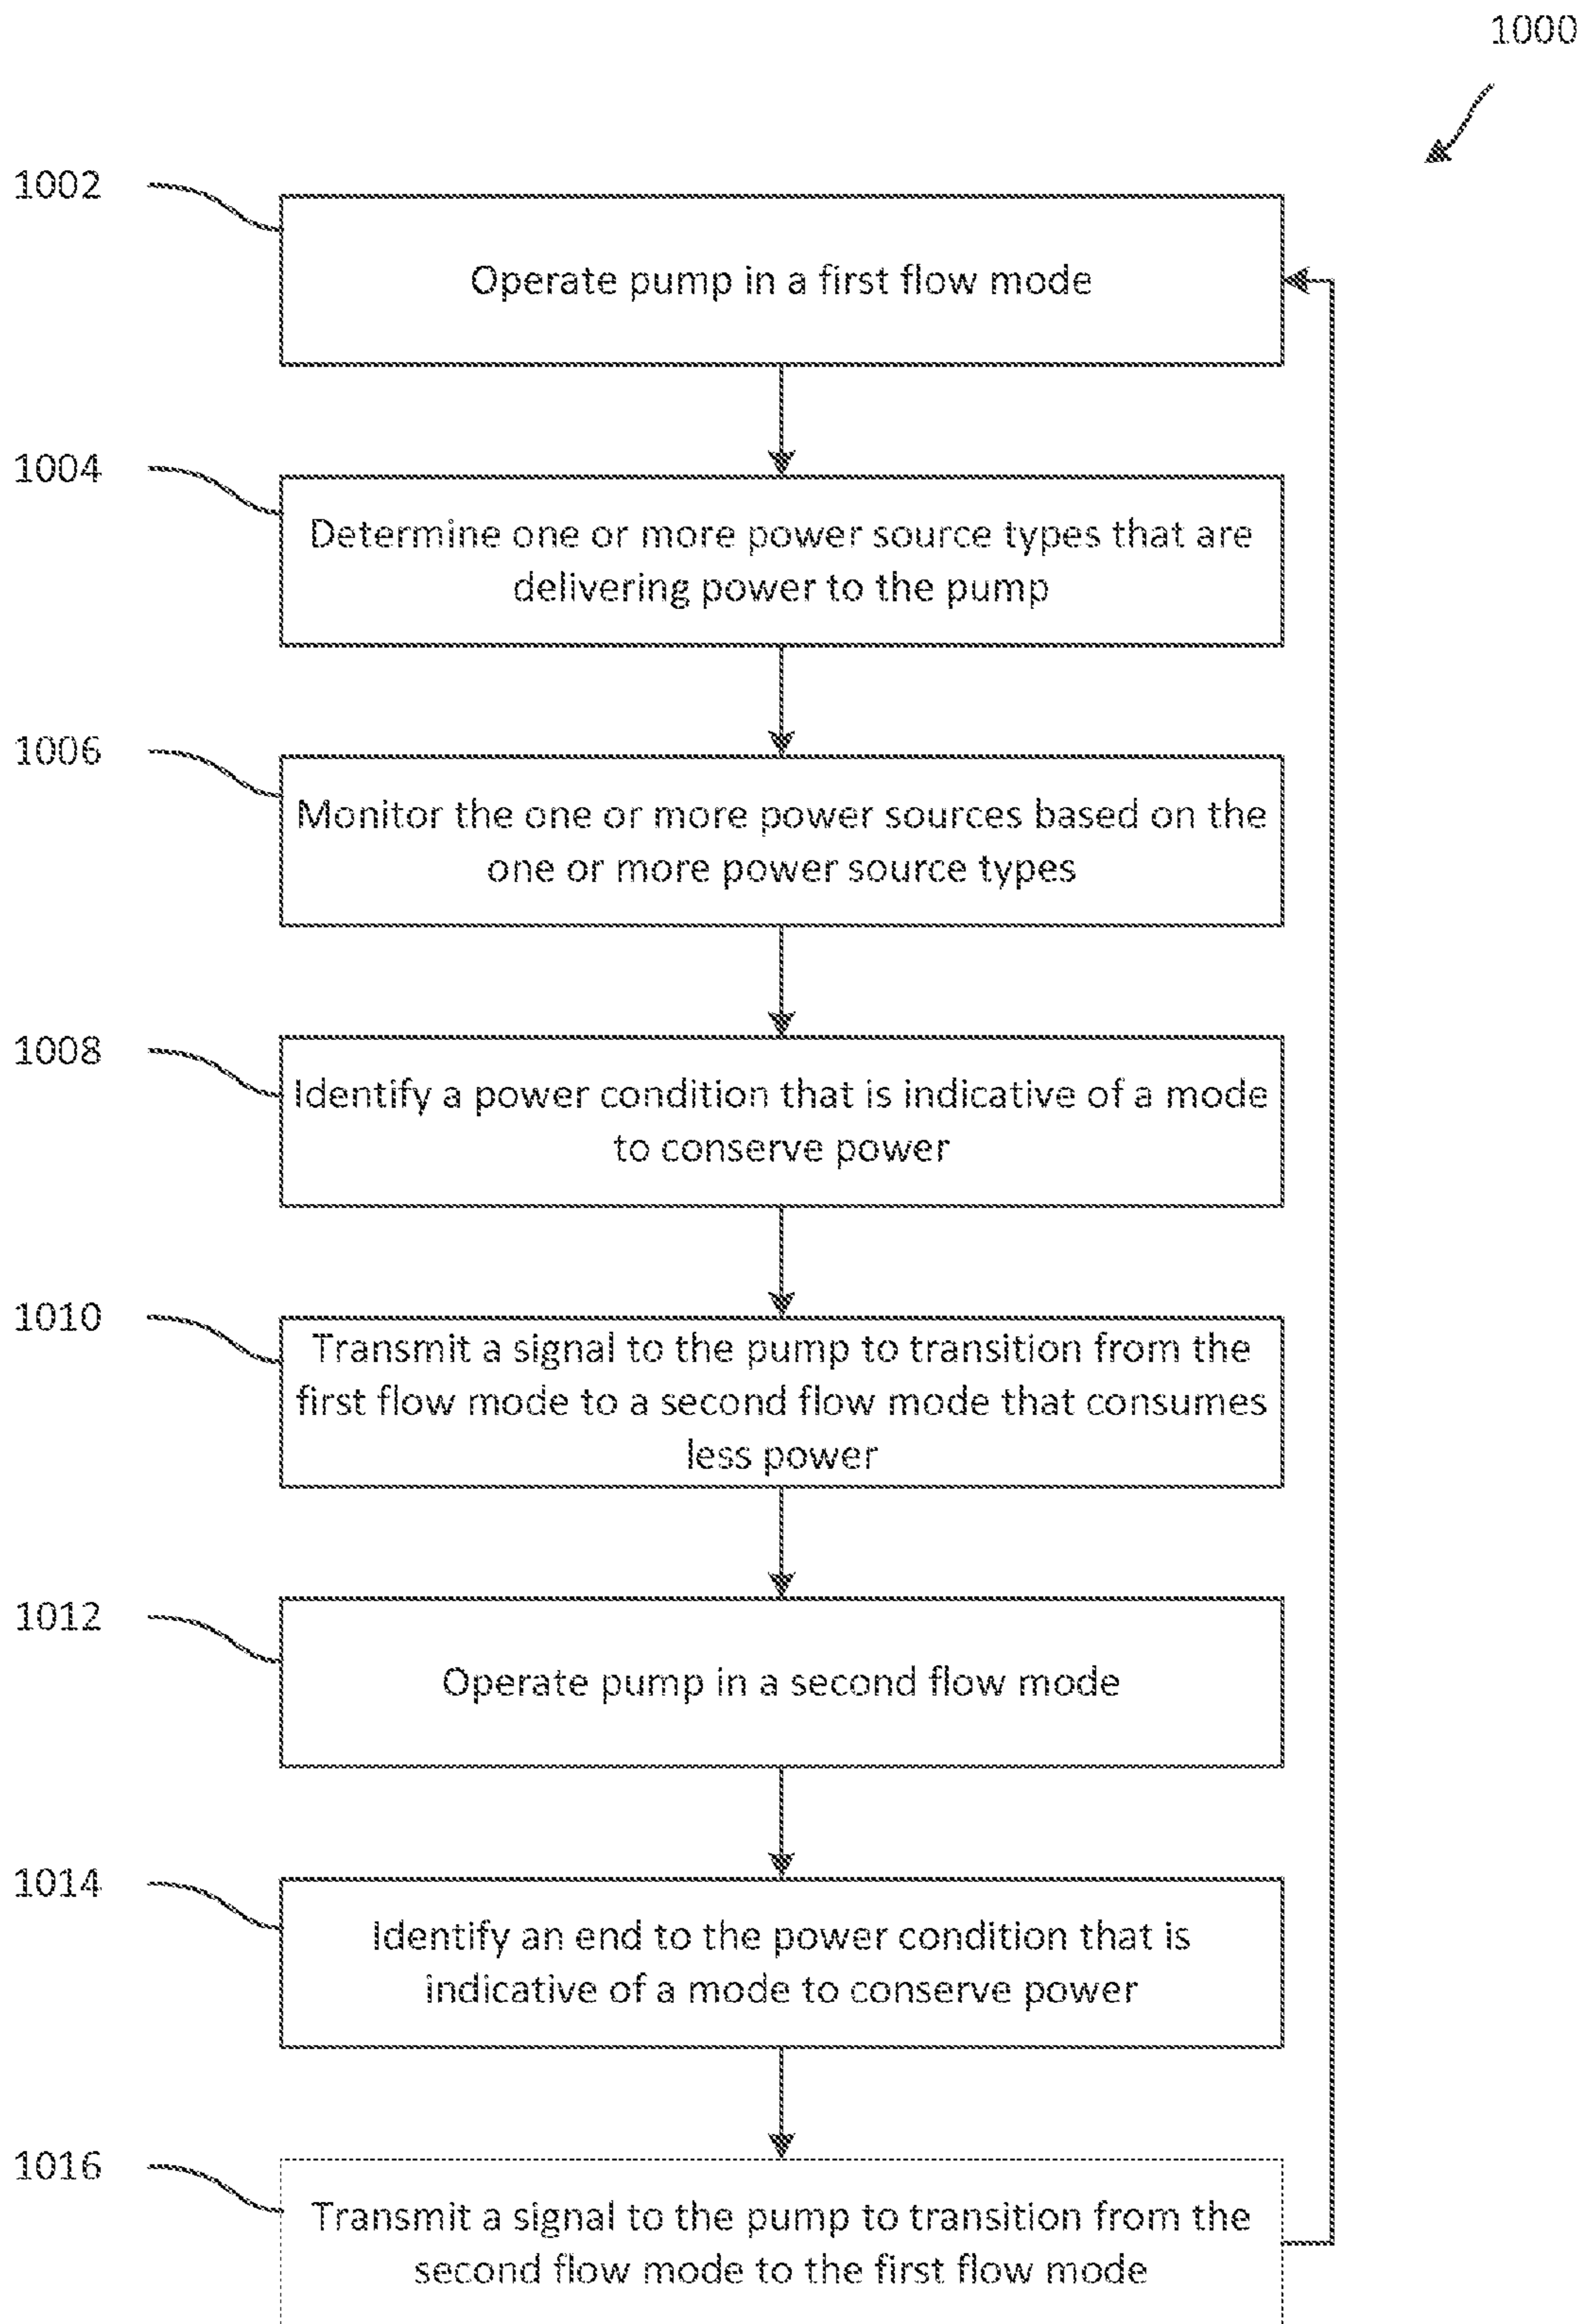 1000
1002
Operate pump in a first flow mode
1004
Determine one or more power source types that are
delivering power to the pump
1006
Monitor the one or more power sources based on the
one or more power source types
1008
Identify a power condition that is indicative of a mode
to conserve power
1010
Transmit a signal to the pump to transition from the
first flow mode to a second flow mode that consumes
less power
1012
Operate pump in a second flow mode
1014
Identify an end to the power condition that is
indicative of a mode to conserve power
1016
Transmit a signal to the pump to transition from the
second flow mode to the first flow mode